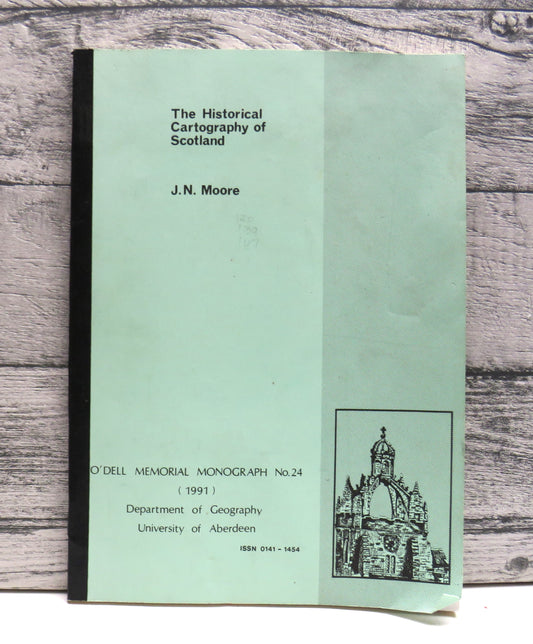 The Historical
Cartography of
Scotland
J.N. Moore
O'DELL MEMORIAL MONOGRAPH No.24
(1991)
Department of Geography
University of Aberdeen
ISSN 0141-1454